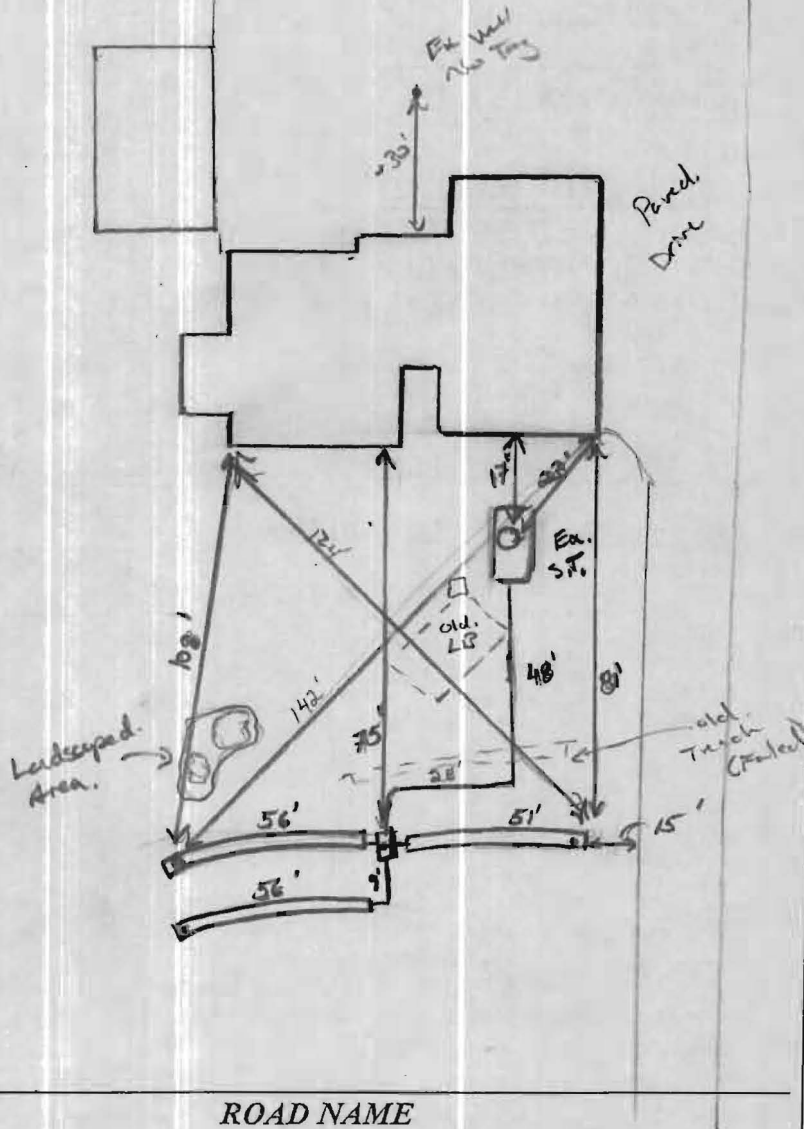 Ex Well
no Tag
~30'
Paved
Drive
17'
23'
Ex.
S.T.
124'
old.
LB
108'
48'
81'
142'
75'
old
Trench
(Failed)
Landscaped
Area.
28'
56'
51'
15'
9'
56'
ROAD NAME